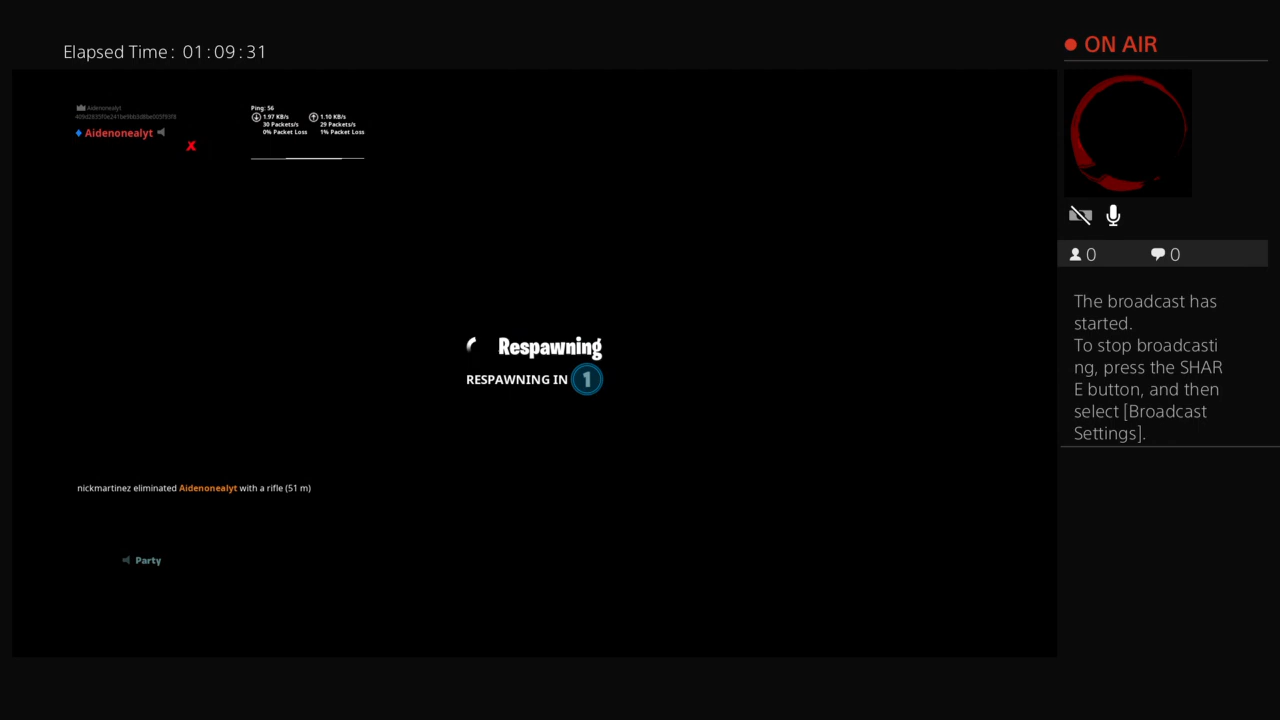 Elapsed Time: 01:09:31
ON AIR
Aidenonealyt
Aidenonealyt
Ping: 56
1.97 KB/s 1.10 KB/s
30 Packets/s 29 Packets/s
0% Packet Loss 1% Packet Loss
X
0 0
The broadcast has
started.
To stop broadcasti
ng, press the SHAR
E button, and then
select [Broadcast
Settings].
Respawning
RESPAWNING IN 1
nickmartinez eliminated Aidenonealyt with a rifle (51 m)
Party